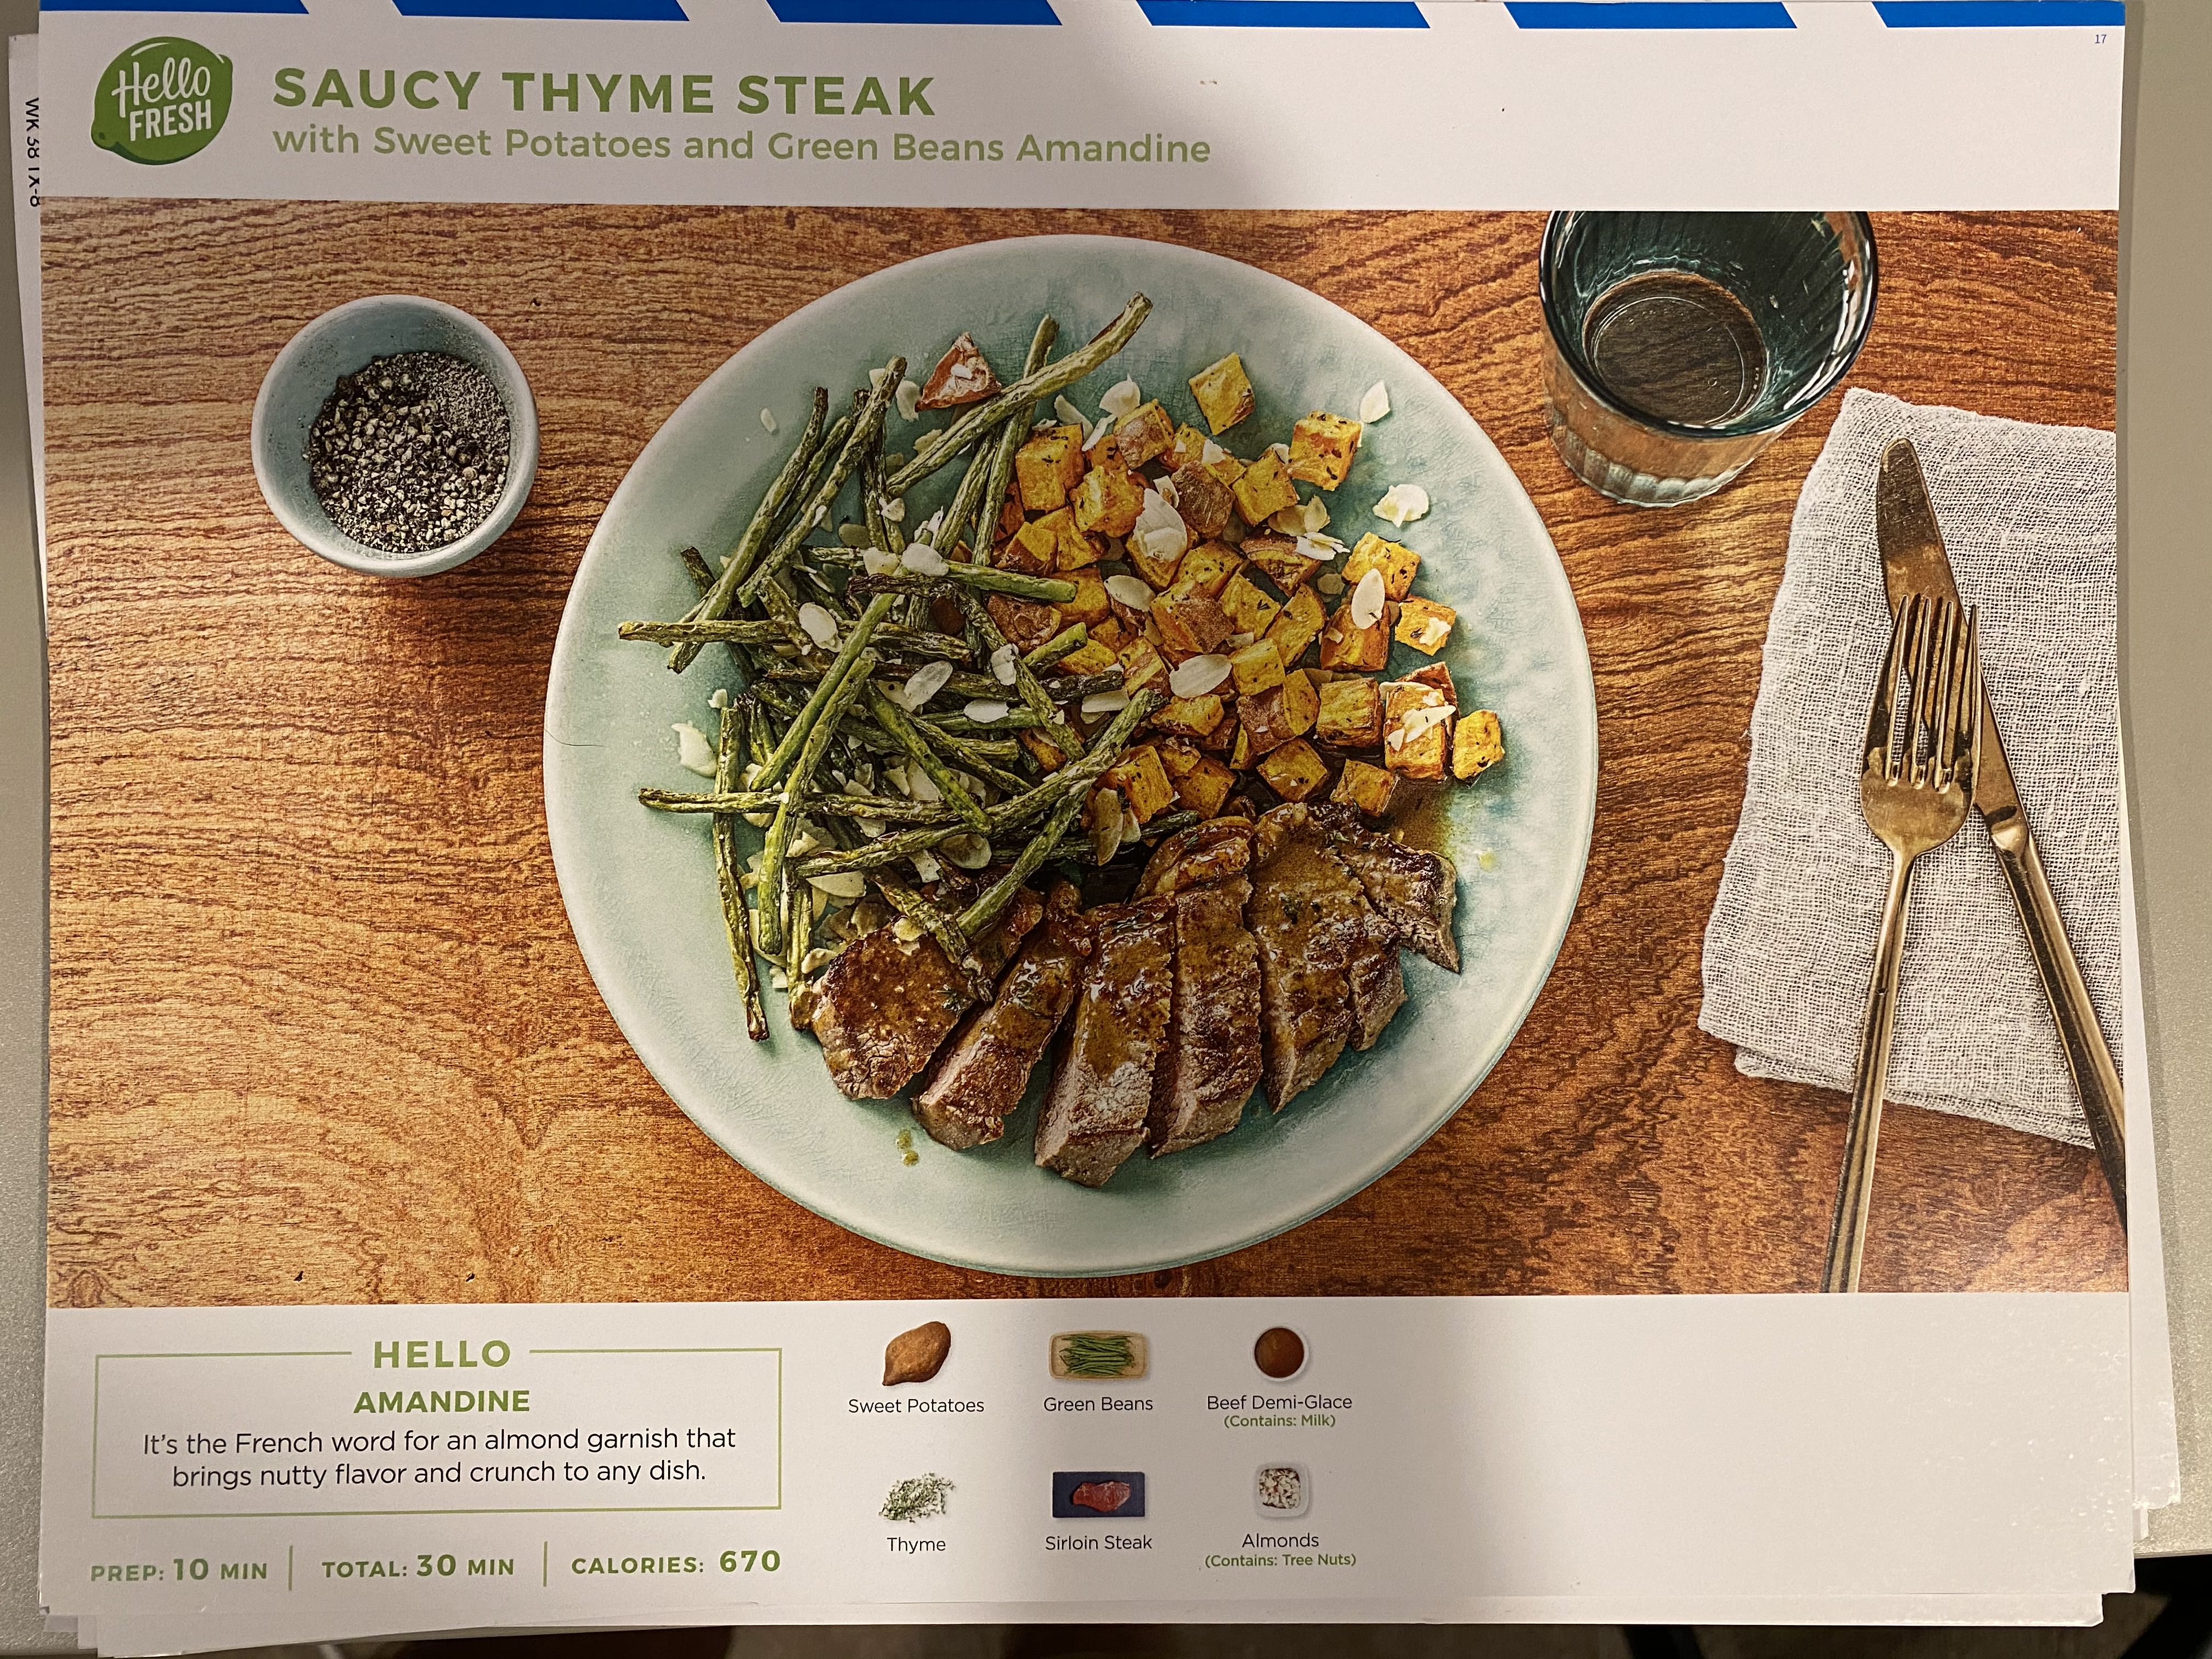 17
Hello
FRESH
SAUCY THYME STEAK
with Sweet Potatoes and Green Beans Amandine
WK 38
HELLO
AMANDINE
It's the French word for an almond garnish that
brings nutty flavor and crunch to any dish.
PREP: 10 MIN | TOTAL: 30 MIN | CALORIES: 670
Sweet Potatoes
Green Beans
Beef Demi-Glace
(Contains: Milk)
Thyme
Sirloin Steak
Almonds
(Contains: Tree Nuts)